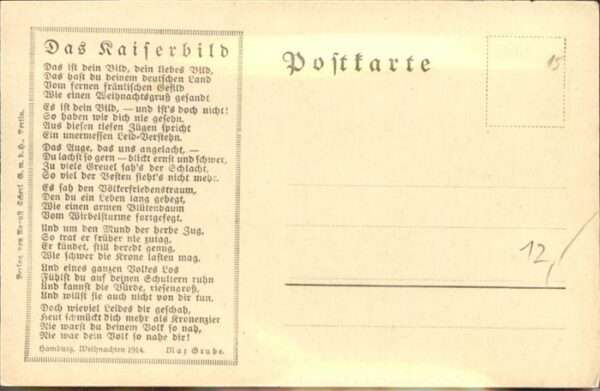 Das Kaiserbild
Das ist dein Bild, dein liebes Bild,
Das hast du deinem deutschen Land
Vom fernen fränkischen Gefild
Wie einen Weihnachtsgruß gesandt
Es ist dein Bild, – und ist's doch nicht!
So haben wir dich nie gesehn.
Aus diesen tiefen Zügen spricht
Ein unermessen Leid-Verstehn.
Das Auge, das uns angelacht, –
Du lachst so gern – blickt ernst und schwer,
Zu viele Greuel sah's der Schlacht,
So viel der Besten sieht's nicht mehr.
Es sah den Völkerfriedenstraum,
Den du ein Leben lang gehegt,
Wie einen armen Blütenbaum
Vom Wirbelsturme fortgefegt.
Und um den Mund der herbe Zug,
So trat er früher nie zutag,
Er kündet, still beredt genug,
Wie schwer die Krone lasten mag.
Und eines ganzen Volkes Los
Fühlst du auf deinen Schultern ruhn
Und kannst die Bürde, riesengroß,
Und willst sie auch nicht von dir tun.
Doch wieviel Leides dir geschah,
Heut schmückt dich mehr als Kronenzier
Nie warst du deinem Volk so nah,
Nie war dein Volk so nahe dir!
Hamburg, Weihnachten 1914. Max Grube.
Verlag von August Scherl G. m. b. H., Berlin.
Postkarte
15
12,/